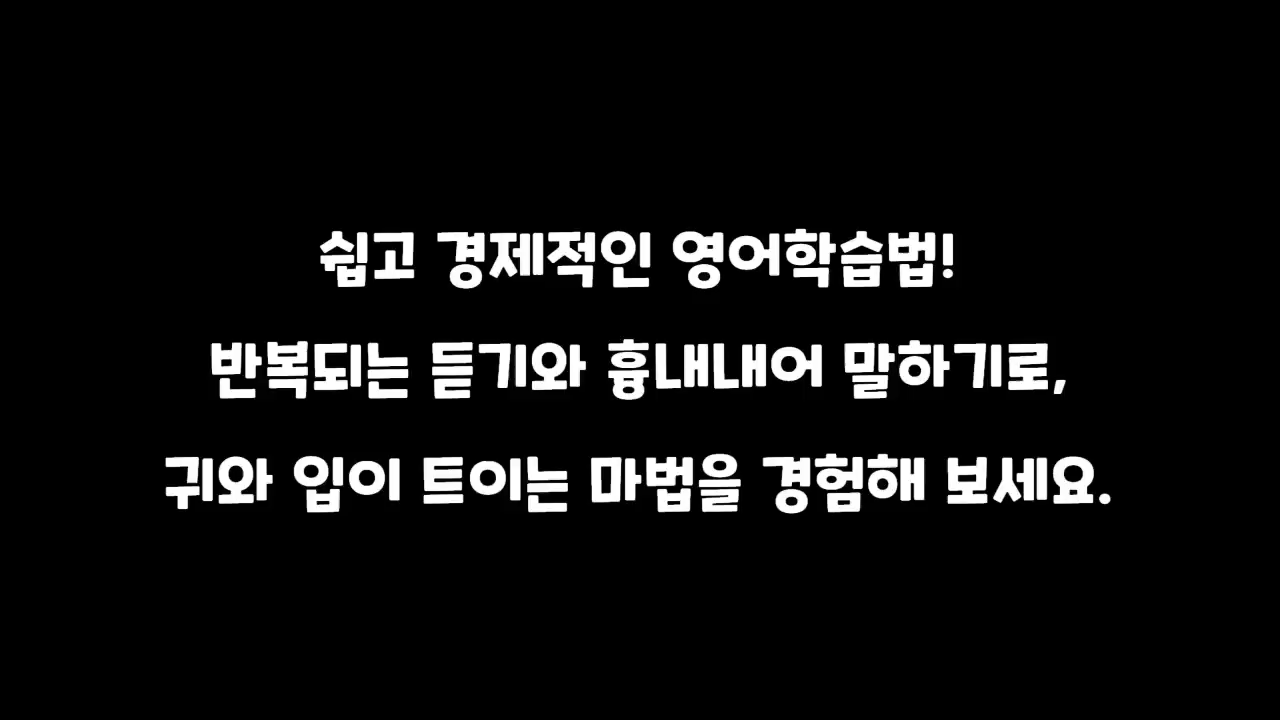 쉽고 경제적인 영어학습법!
반복되는 듣기와 흉내내어 말하기로,
귀와 입이 트이는 마법을 경험해 보세요.